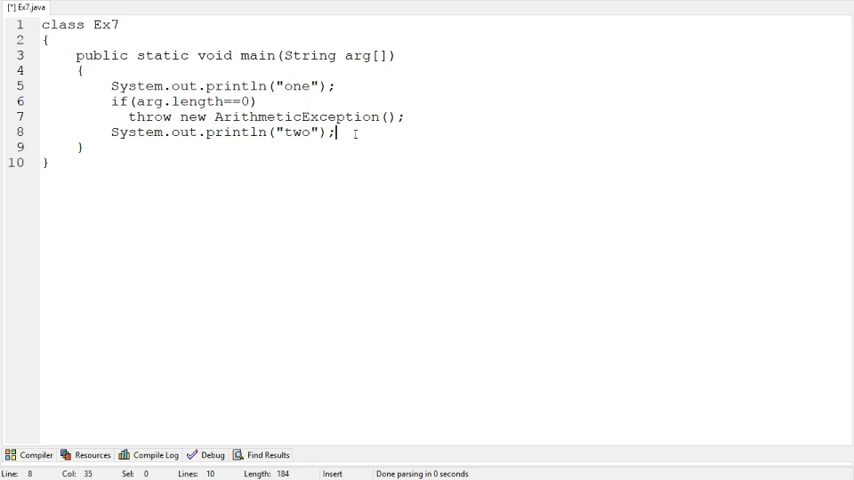 [*] Ex7.java
1 class Ex7
2 {
3 public static void main(String arg[])
4 {
5 System.out.println("one");
6 if(arg.length==0)
7 throw new ArithmeticException();
8 System.out.println("two");
9 }
10 }
Compiler Resources Compile Log Debug Find Results
Line: 8 Col: 35 Sel: 0 Lines: 10 Length: 184 Insert Done parsing in 0 seconds